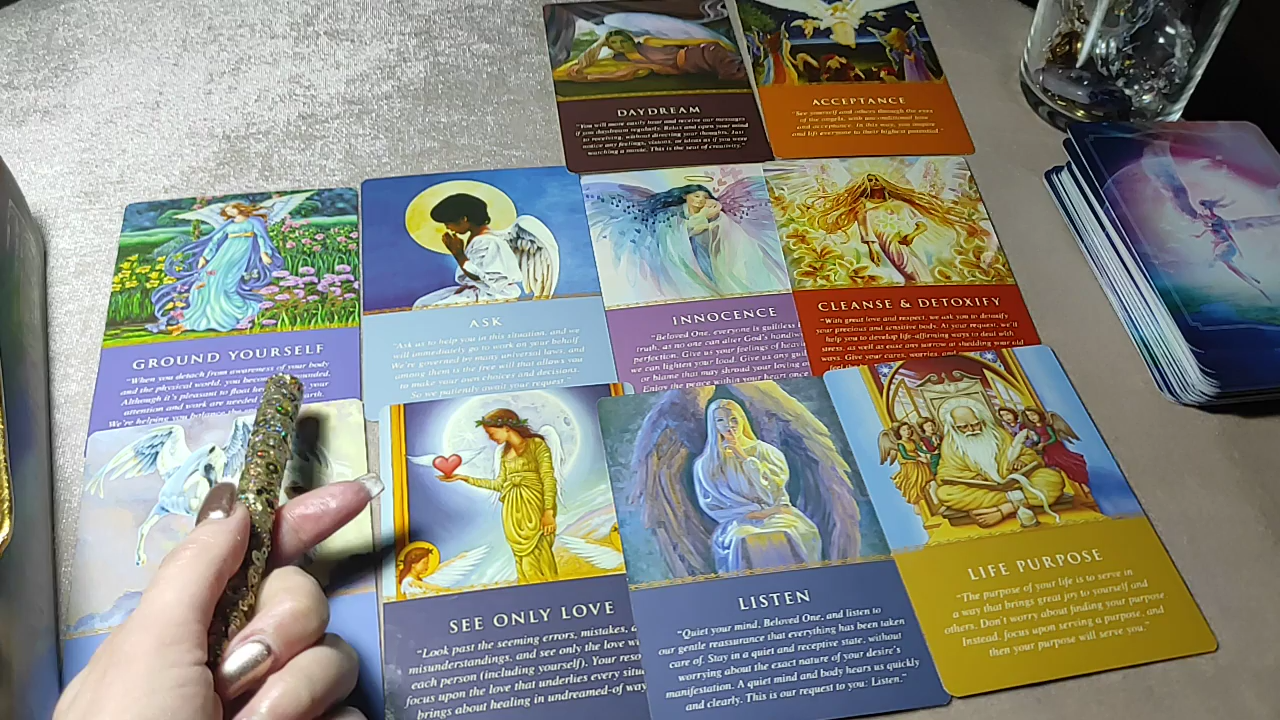 DAYDREAM
"You will more easily hear and receive our messages
if you daydream regularly. Relax and open your mind
to receiving, without directing your thoughts. Just
notice any feelings, visions, or ideas as if you were
watching a movie. This is the seat of creativity."
ACCEPTANCE
"See yourself and others through the eyes
of the angels, with unconditional love
and acceptance. In this way, you inspire
and lift everyone to their highest potential"
GROUND YOURSELF
"When you detach from awareness of your body
and the physical world, you become
Although it's pleasant to float your
attention and work are needed earth.
We're helping you balance the
ASK
"Ask us to help you in this situation, and we
will immediately go to work on your behalf
We're governed by many universal laws, and
among them is the free will that allows you
to make your own choices and decisions.
So we patiently await your request."
INNOCENCE
"Beloved One, everyone is guiltless
truth, as no one can alter God's
perfection. Give us your feelings of
we can lighten your load. Give us any
or blame that may shroud your loving
Enjoy the peace within your heart once
CLEANSE & DETOXIFY
"With great love and respect, we ask you to detoxify
your precious and sensitive body. At your request, we'll
help you to develop life-affirming ways to deal with
stress, as well as ease any sorrow at shedding your old
ways. Give your cares, worries, and
SEE ONLY LOVE
"Look past the seeming errors, mistakes,
misunderstandings, and see only the love
each person (including yourself). Your
focus upon the love that underlies every
brings about healing in undreamed-of
LISTEN
"Quiet your mind, Beloved One, and listen to
our gentle reassurance that everything has been taken
care of. Stay in a quiet and receptive state, without
worrying about the exact nature of your desire's
manifestation. A quiet mind and body hears us quickly
and clearly. This is our request to you: Listen."
LIFE PURPOSE
"The purpose of your life is to serve in
a way that brings great joy to yourself and
others. Don't worry about finding your purpose
Instead, focus upon serving a purpose, and
then your purpose will serve you."